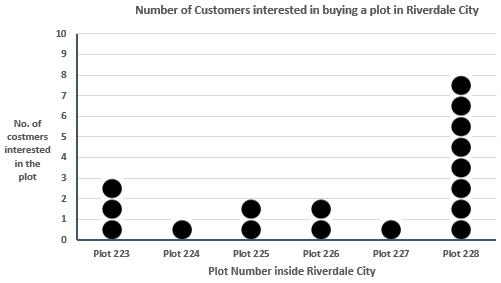 Number of Customers interested in buying a plot in Riverdale City
10
9
8
7
6
5
4
3
2
1
0
No. of
costmers
interested
in the
plot
Plot 223 Plot 224 Plot 225 Plot 226 Plot 227 Plot 228
Plot Number inside Riverdale City